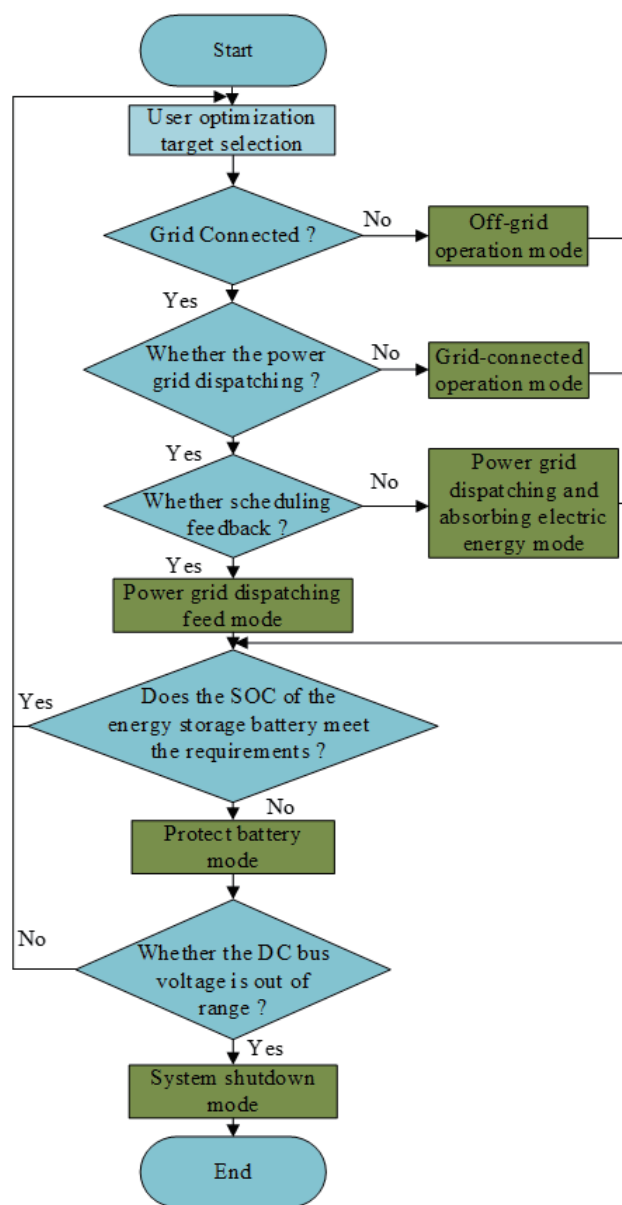 Start
User optimization
target selection
Grid Connected ?
No
Off-grid
operation mode
Yes
Whether the power
grid dispatching ?
No
Grid-connected
operation mode
Yes
Whether scheduling
feedback ?
No
Power grid
dispatching and
absorbing electric
energy mode
Yes
Power grid dispatching
feed mode
Does the SOC of the
energy storage battery meet
the requirements ?
Yes
No
Protect battery
mode
Whether the DC bus
voltage is out of
range ?
No
Yes
System shutdown
mode
End